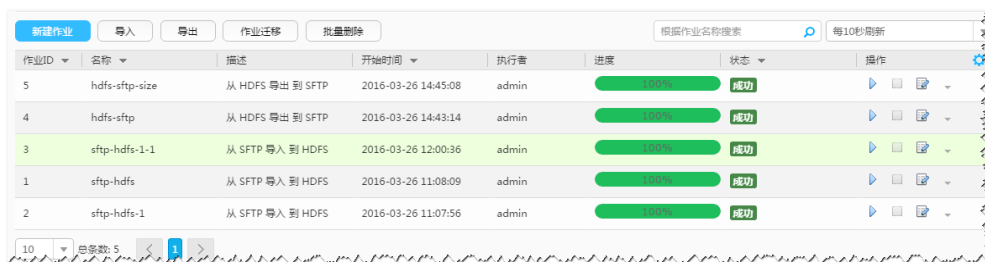 新建作业 导入 导出 作业迁移 批量删除 根据作业名称搜索 每10秒刷新
作业ID 名称 描述 开始时间 执行者 进度 状态 操作
5 hdfs-sftp-size 从 HDFS 导出 到 SFTP 2016-03-26 14:45:08 admin 100% 成功
4 hdfs-sftp 从 HDFS 导出 到 SFTP 2016-03-26 14:43:14 admin 100% 成功
3 sftp-hdfs-1-1 从 SFTP 导入 到 HDFS 2016-03-26 12:00:36 admin 100% 成功
1 sftp-hdfs 从 SFTP 导入 到 HDFS 2016-03-26 11:08:09 admin 100% 成功
2 sftp-hdfs-1 从 SFTP 导入 到 HDFS 2016-03-26 11:07:56 admin 100% 成功
10 总条数: 5 1